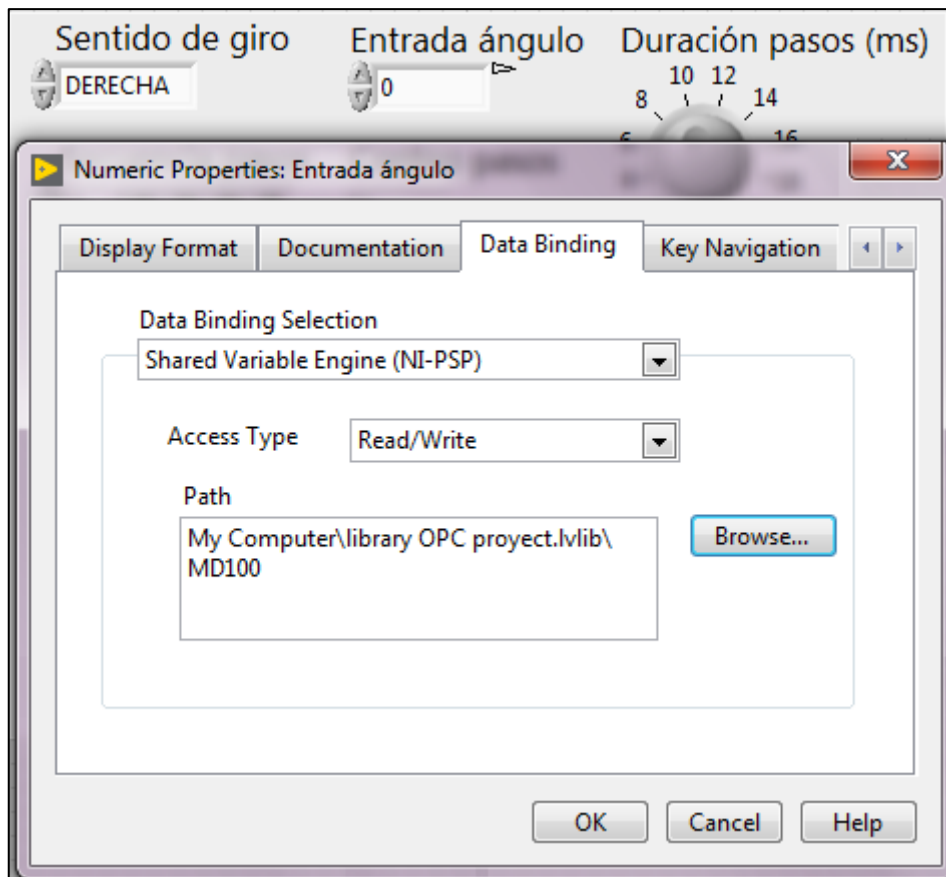 Sentido de giro
Entrada ángulo
Duración pasos (ms)
DERECHA
0
10 12
8
14
6
16
Numeric Properties: Entrada ángulo
Display Format
Documentation
Data Binding
Key Navigation
Data Binding Selection
Shared Variable Engine (NI-PSP)
Access Type
Read/Write
Path
My Computer\library OPC proyect.lvlib\
MD100
Browse...
OK
Cancel
Help